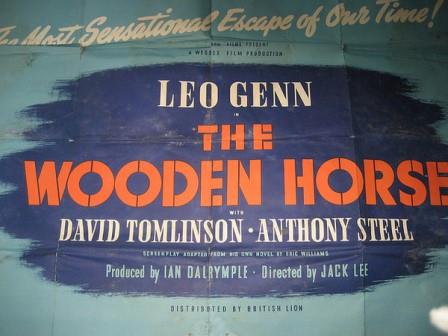 The Most Sensational Escape of Our Time!
FILMS PRESENT
A WESSEX FILM PRODUCTION
LEO GENN
IN
THE
WOODEN HORSE
WITH
DAVID TOMLINSON · ANTHONY STEEL
SCREENPLAY ADAPTED FROM HIS OWN NOVEL BY ERIC WILLIAMS
Produced by IAN DALRYMPLE · Directed by JACK LEE
DISTRIBUTED BY BRITISH LION